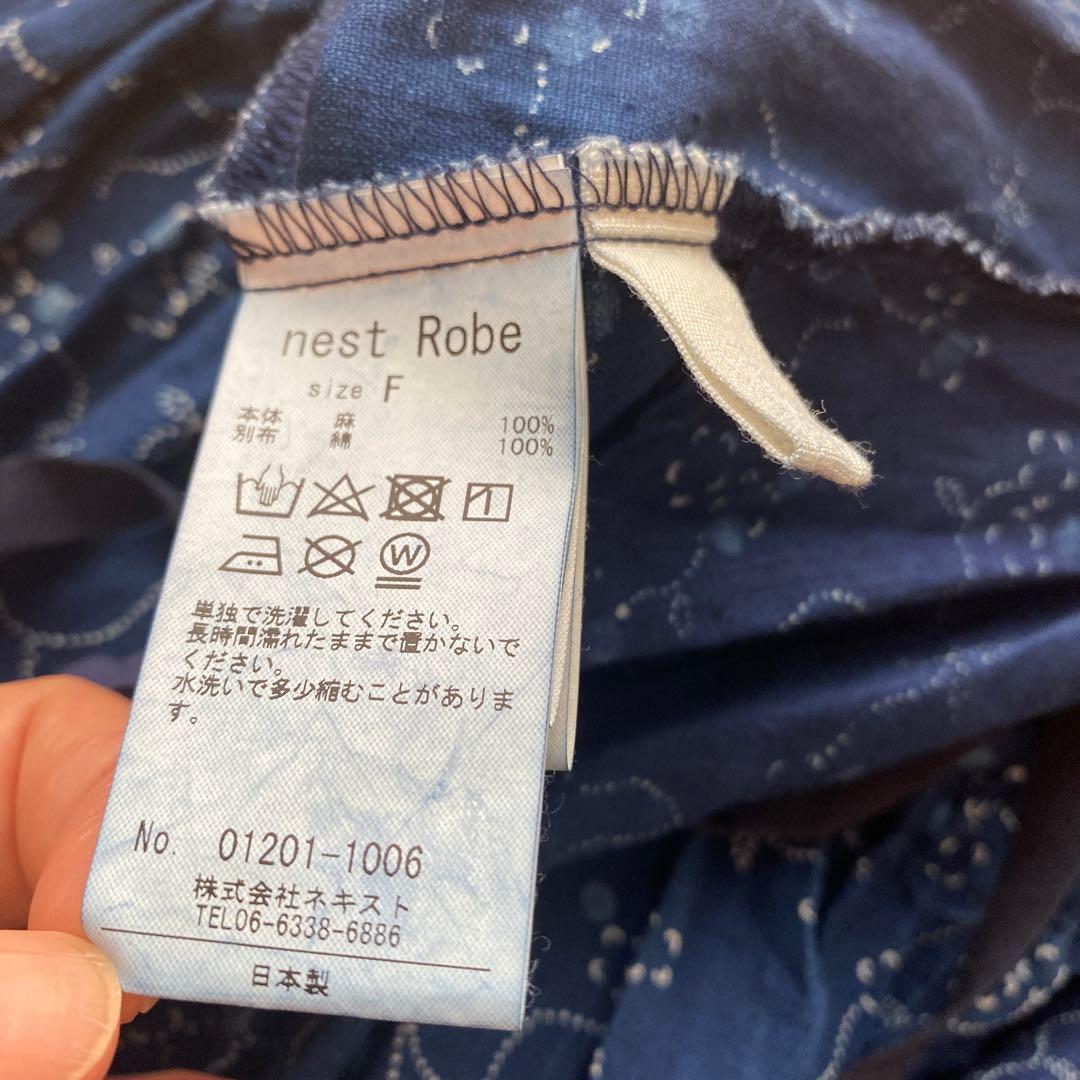 nest Robe
size F
本体 麻 100%
別布 綿 100%
W
単独で洗濯してください。
長時間濡れたままで置かないで
ください。
水洗いで多少縮むことがありま
す。
No. 01201-1006
株式会社ネキスト
TEL06-6338-6886
日本製